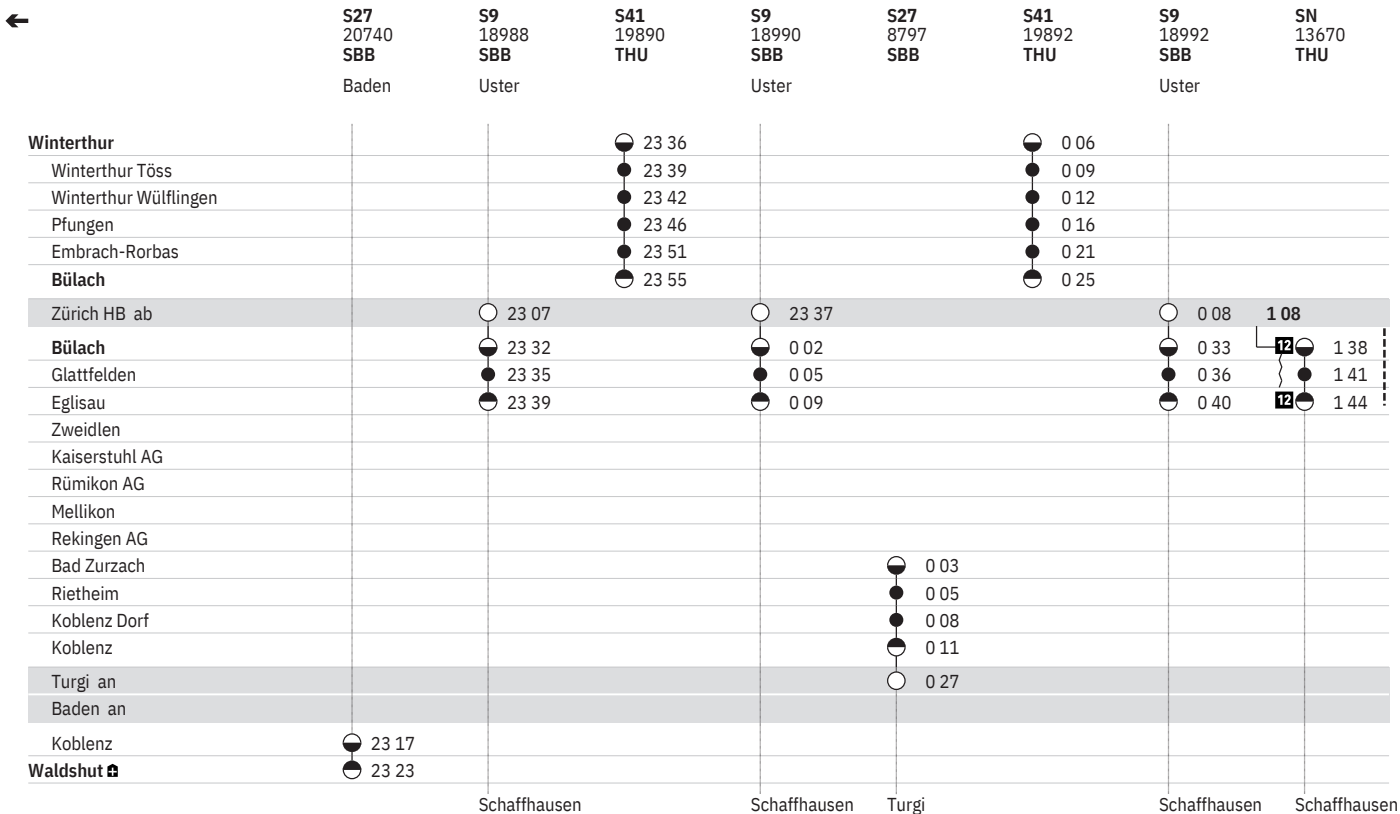 S27 S9 S41 S9 S27 S41 S9 SN
20740 18988 19890 18990 8797 19892 18992 13670
SBB SBB THU SBB SBB THU SBB THU
Baden Uster Uster Uster
Winterthur 23 36 0 06
Winterthur Töss 23 39 0 09
Winterthur Wülflingen 23 42 0 12
Pfungen 23 46 0 16
Embrach-Rorbas 23 51 0 21
Bülach 23 55 0 25
Zürich HB ab 23 07 23 37 0 08 1 08
Bülach 23 32 0 02 0 33 12 1 38
Glattfelden 23 35 0 05 0 36 1 41
Eglisau 23 39 0 09 0 40 12 1 44
Zweidlen
Kaiserstuhl AG
Rümikon AG
Mellikon
Rekingen AG
Bad Zurzach 0 03
Rietheim 0 05
Koblenz Dorf 0 08
Koblenz 0 11
Turgi an 0 27
Baden an
Koblenz 23 17
Waldshut 23 23
Schaffhausen Schaffhausen Turgi Schaffhausen Schaffhausen